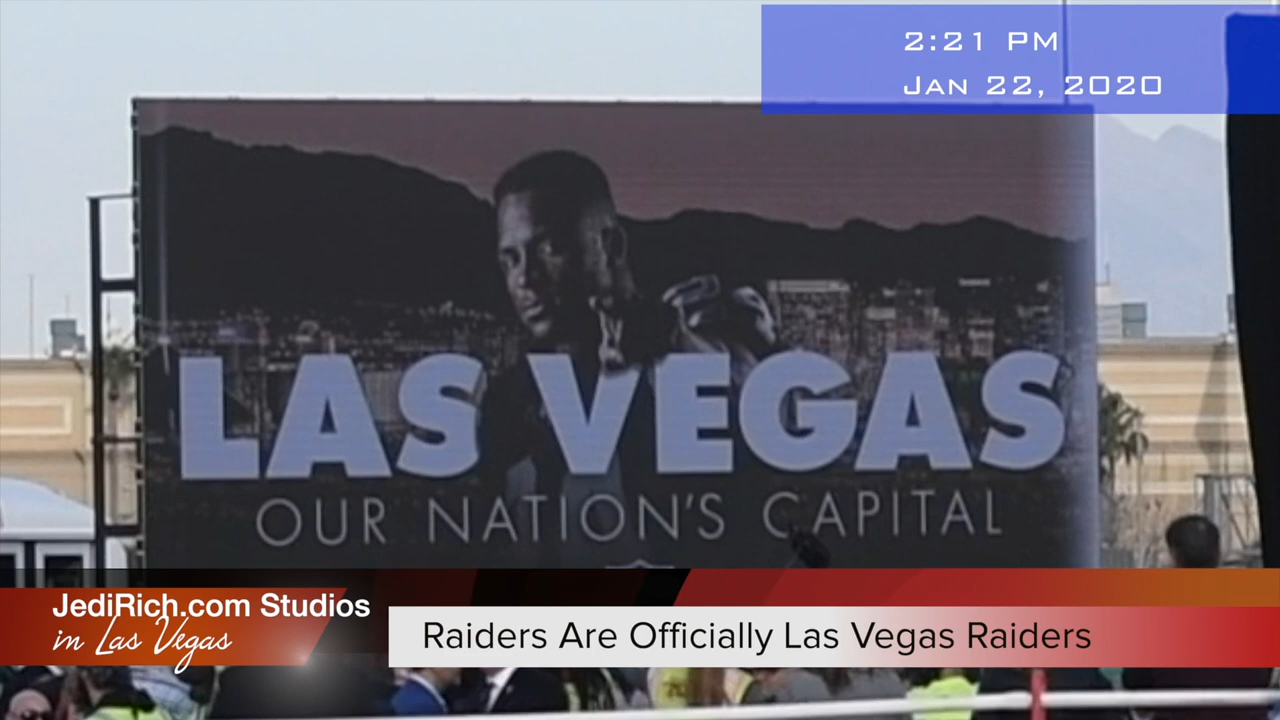 2:21 PM
Jan 22, 2020
LAS VEGAS
OUR NATION'S CAPITAL
JediRich.com Studios
in Las Vegas
Raiders Are Officially Las Vegas Raiders